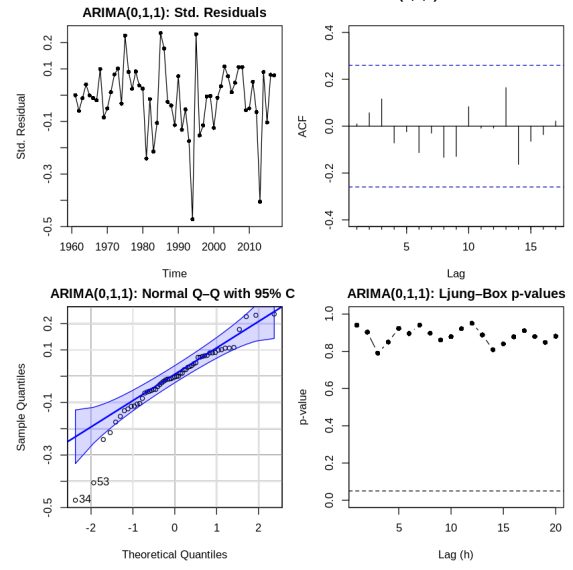 ARIMA(0,1,1): Std. Residuals
Std. Residual
0.2
-0.1
-0.3
-0.5
1960 1970 1980 1990 2000 2010
Time
ACF
0.4
0.2
0.0
-0.2
-0.4
5 10 15
Lag
ARIMA(0,1,1): Normal Q–Q with 95% C
Sample Quantiles
0.2
-0.1
-0.3
-0.5
53
34
-2 -1 0 1 2
Theoretical Quantiles
ARIMA(0,1,1): Ljung–Box p-values
p-value
1.0
0.8
0.6
0.4
0.2
0.0
5 10 15 20
Lag (h)